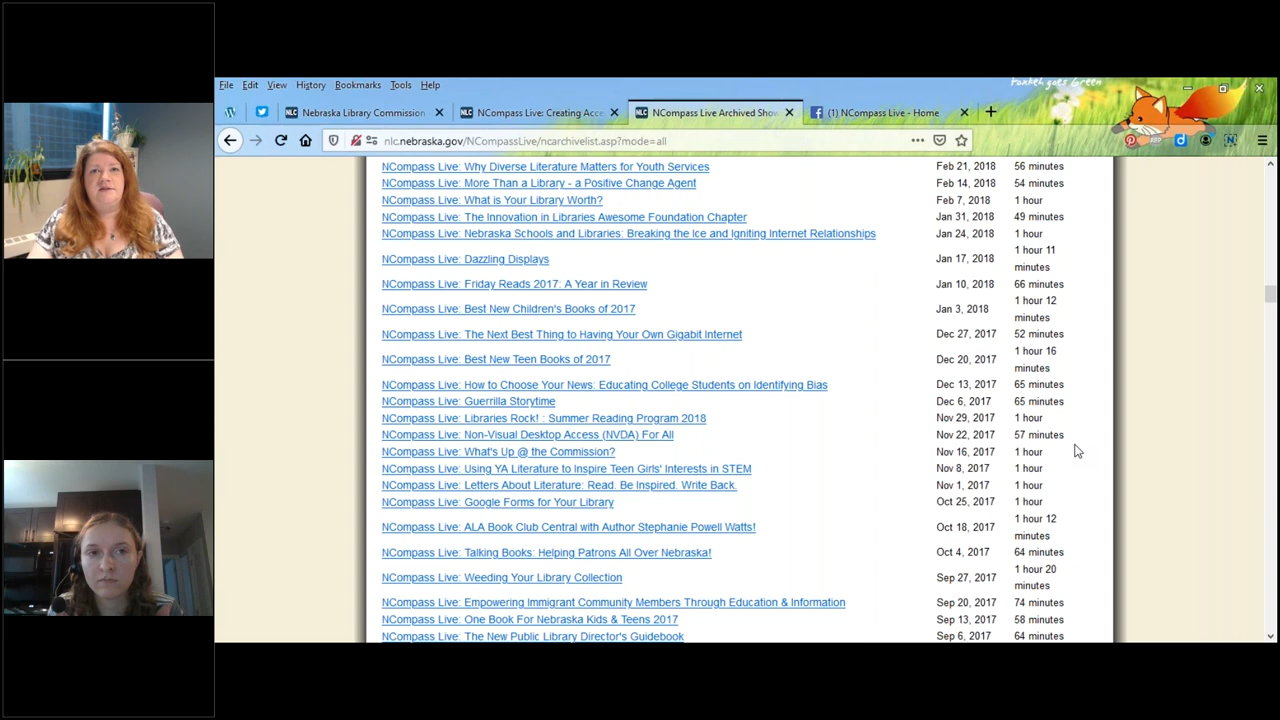 Foxkeh goes Green
File Edit View History Bookmarks Tools Help
NLC Nebraska Library Commission
NLC NCompass Live: Creating Acce
NLC NCompass Live Archived Show
(1) NCompass Live - Home
nlc.nebraska.gov/NCompassLive/ncarchivelist.asp?mode=all
NCompass Live: Why Diverse Literature Matters for Youth Services Feb 21, 2018 56 minutes
NCompass Live: More Than a Library - a Positive Change Agent Feb 14, 2018 54 minutes
NCompass Live: What is Your Library Worth? Feb 7, 2018 1 hour
NCompass Live: The Innovation in Libraries Awesome Foundation Chapter Jan 31, 2018 49 minutes
NCompass Live: Nebraska Schools and Libraries: Breaking the Ice and Igniting Internet Relationships Jan 24, 2018 1 hour
NCompass Live: Dazzling Displays Jan 17, 2018 1 hour 11
minutes
NCompass Live: Friday Reads 2017: A Year in Review Jan 10, 2018 66 minutes
NCompass Live: Best New Children's Books of 2017 Jan 3, 2018 1 hour 12
minutes
NCompass Live: The Next Best Thing to Having Your Own Gigabit Internet Dec 27, 2017 52 minutes
NCompass Live: Best New Teen Books of 2017 Dec 20, 2017 1 hour 16
minutes
NCompass Live: How to Choose Your News: Educating College Students on Identifying Bias Dec 13, 2017 65 minutes
NCompass Live: Guerrilla Storytime Dec 6, 2017 65 minutes
NCompass Live: Libraries Rock! : Summer Reading Program 2018 Nov 29, 2017 1 hour
NCompass Live: Non-Visual Desktop Access (NVDA) For All Nov 22, 2017 57 minutes
NCompass Live: What's Up @ the Commission? Nov 16, 2017 1 hour
NCompass Live: Using YA Literature to Inspire Teen Girls' Interests in STEM Nov 8, 2017 1 hour
NCompass Live: Letters About Literature: Read. Be Inspired. Write Back. Nov 1, 2017 1 hour
NCompass Live: Google Forms for Your Library Oct 25, 2017 1 hour
NCompass Live: ALA Book Club Central with Author Stephanie Powell Watts! Oct 18, 2017 1 hour 12
minutes
NCompass Live: Talking Books: Helping Patrons All Over Nebraska! Oct 4, 2017 64 minutes
NCompass Live: Weeding Your Library Collection Sep 27, 2017 1 hour 20
minutes
NCompass Live: Empowering Immigrant Community Members Through Education & Information Sep 20, 2017 74 minutes
NCompass Live: One Book For Nebraska Kids & Teens 2017 Sep 13, 2017 58 minutes
NCompass Live: The New Public Library Director's Guidebook Sep 6, 2017 64 minutes